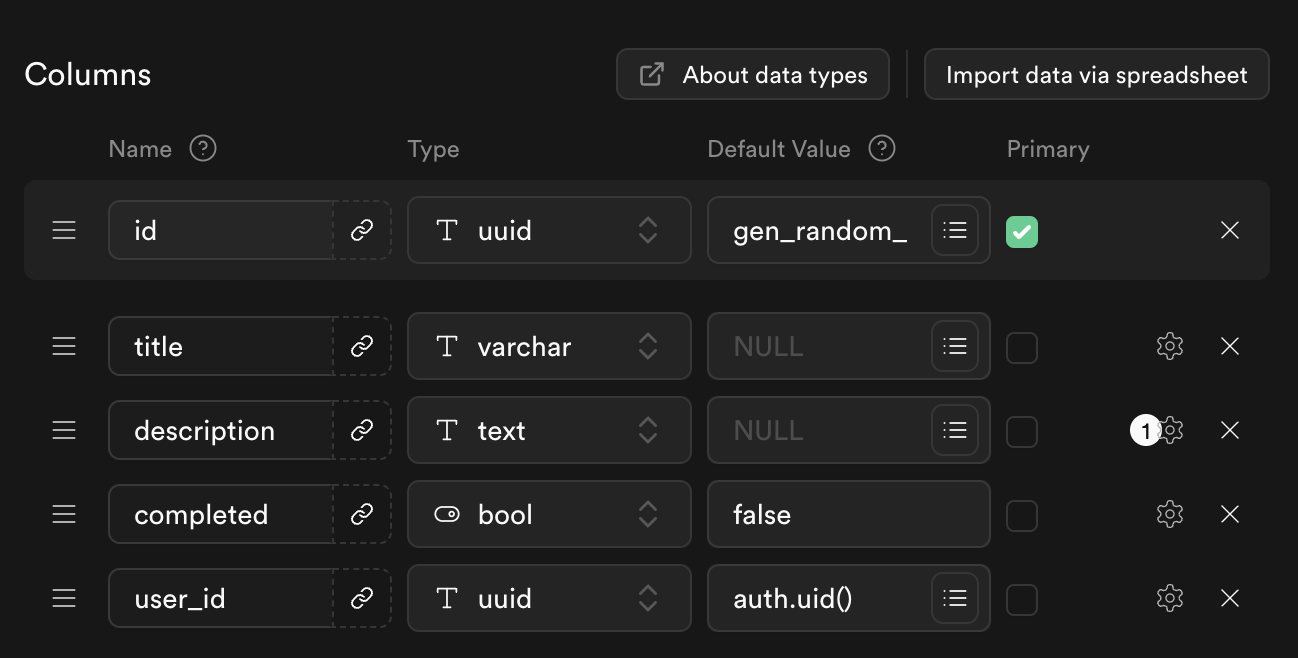 Columns About data types Import data via spreadsheet
Name ? Type Default Value ? Primary
id uuid gen_random_
title varchar NULL
description text NULL 1
completed bool false
user_id uuid auth.uid()